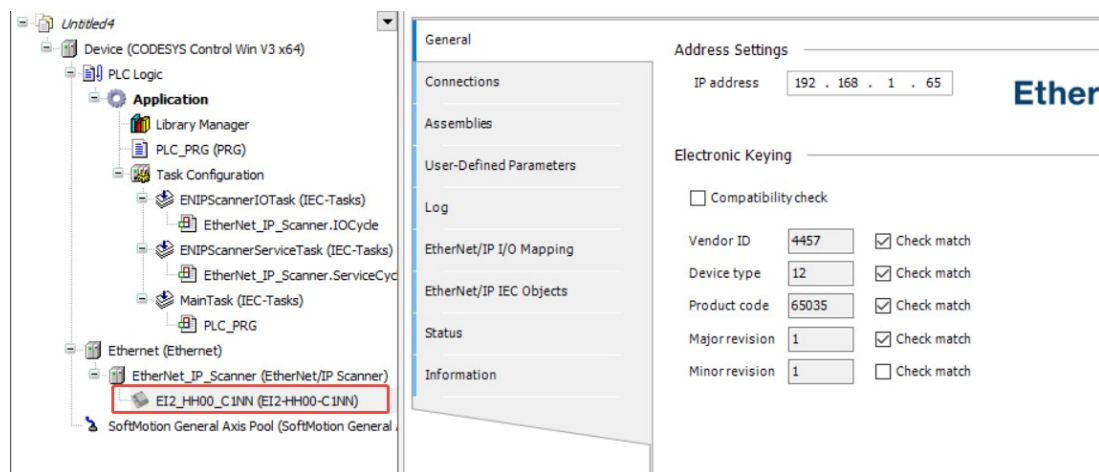 Untitled4
Device (CODESYS Control Win V3 x64)
PLC Logic
Application
Library Manager
PLC_PRG (PRG)
Task Configuration
ENIPScannerIOTask (IEC-Tasks)
EtherNet_IP_Scanner.IOCycle
ENIPScannerServiceTask (IEC-Tasks)
EtherNet_IP_Scanner.ServiceCyc
MainTask (IEC-Tasks)
PLC_PRG
Ethernet (Ethernet)
EtherNet_IP_Scanner (EtherNet/IP Scanner)
EI2_HH00_C1NN (EI2-HH00-C1NN)
SoftMotion General Axis Pool (SoftMotion General
General
Connections
Assemblies
User-Defined Parameters
Log
EtherNet/IP I/O Mapping
EtherNet/IP IEC Objects
Status
Information
Address Settings
IP address 192 . 168 . 1 . 65
Ether
Electronic Keying
Compatibility check
Vendor ID 4457 Check match
Device type 12 Check match
Product code 65035 Check match
Major revision 1 Check match
Minor revision 1 Check match